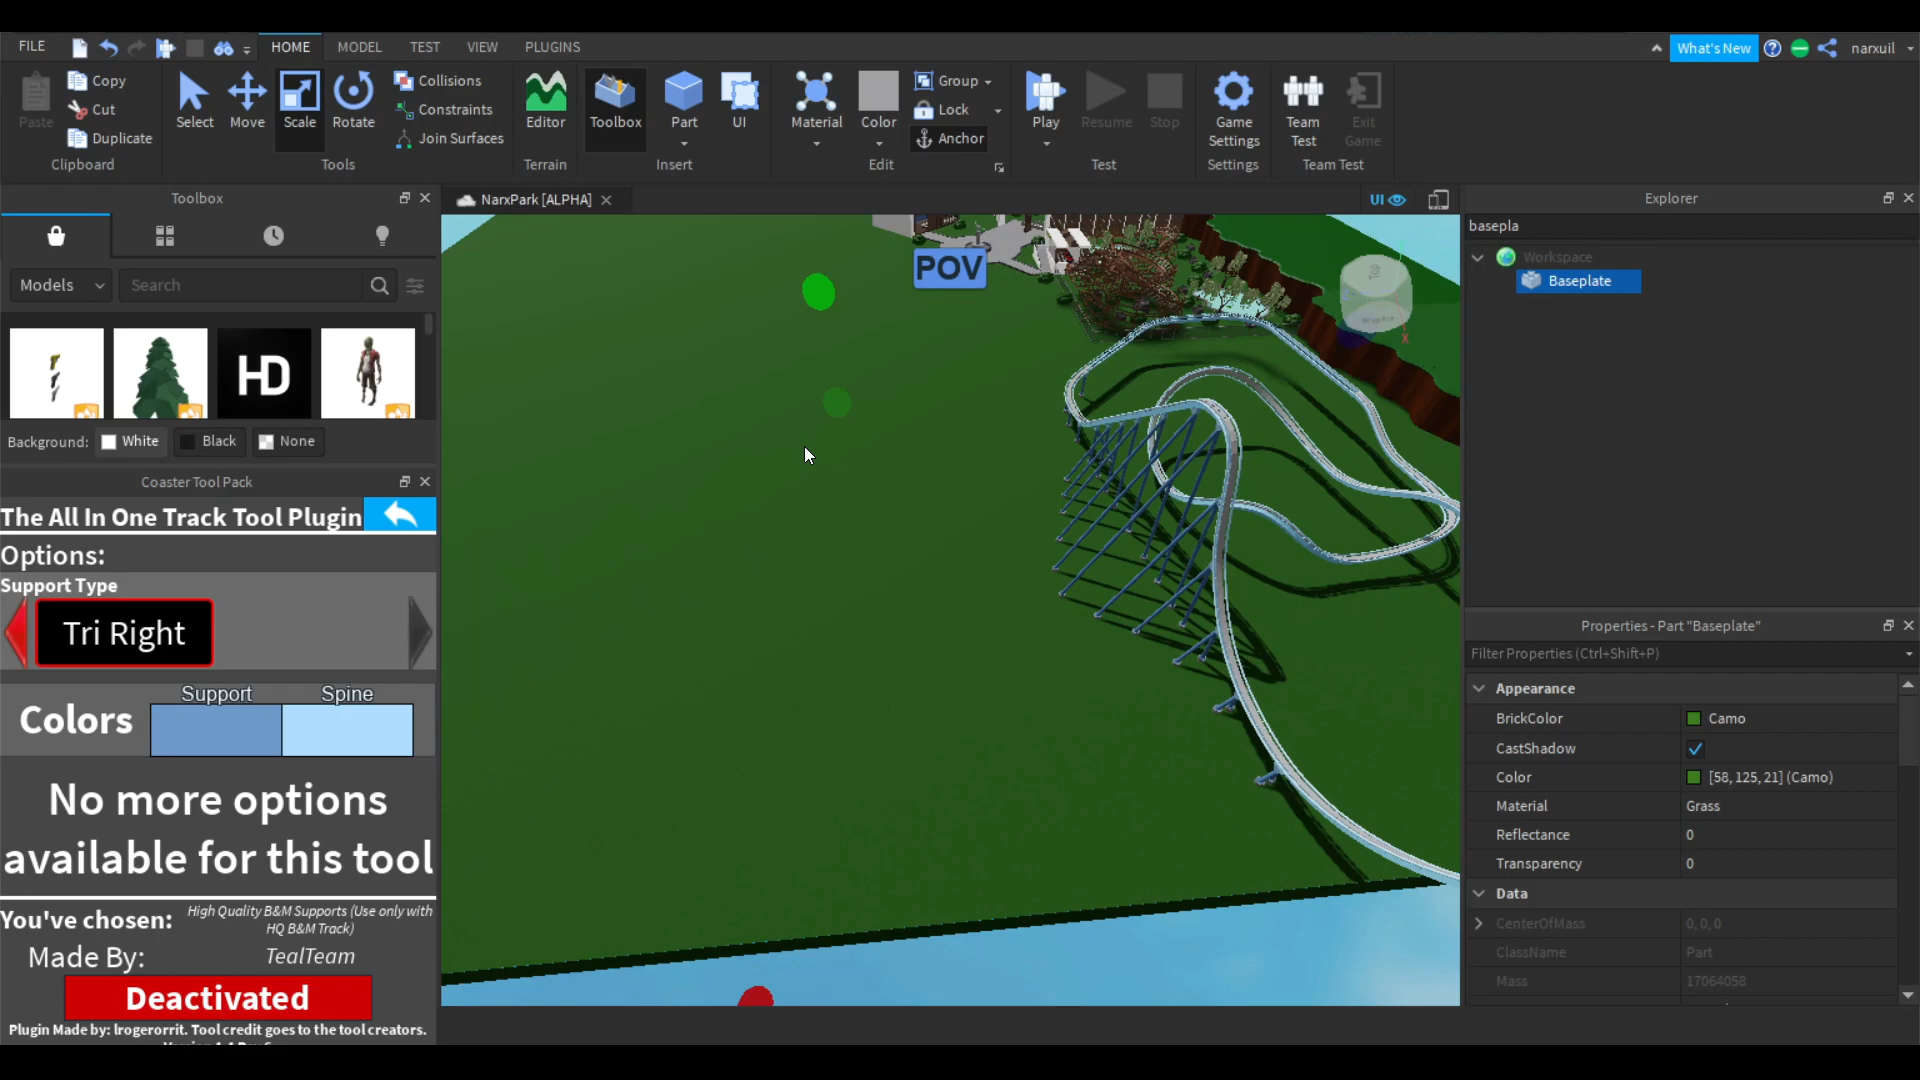 FILE
HOME
MODEL
TEST
VIEW
PLUGINS
What's New
narxuil
Paste
Copy
Cut
Duplicate
Clipboard
Select
Move
Scale
Rotate
Collisions
Constraints
Join Surfaces
Tools
Editor
Terrain
Toolbox
Part
UI
Insert
Material
Color
Group
Lock
Anchor
Edit
Play
Resume
Stop
Test
Game
Settings
Settings
Team
Test
Exit
Game
Team Test
Toolbox
Models
Search
HD
Background:
White
Black
None
Coaster Tool Pack
The All In One Track Tool Plugin
Options:
Support Type
Tri Right
Colors
Support
Spine
No more options
available for this tool
You've chosen:
High Quality B&M Supports (Use only with
HQ B&M Track)
Made By:
TealTeam
Deactivated
Plugin Made by: lrogerorrit. Tool credit goes to the tool creators.
NarxPark [ALPHA]
UI
POV
Top
X
Explorer
basepla
Workspace
Baseplate
Properties - Part "Baseplate"
Filter Properties (Ctrl+Shift+P)
Appearance
BrickColor
Camo
CastShadow
Color
[58, 125, 21] (Camo)
Material
Grass
Reflectance
0
Transparency
0
Data
CenterOfMass
0, 0, 0
ClassName
Part
Mass
17064058